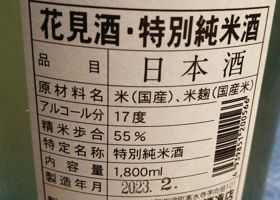 花見酒・特別純米酒
品目 日本酒
原材料名 米(国産)、米麹(国産米)
アルコール分 17度
精米歩合 55%
特定名称 特別純米酒
内容量 1,800ml
製造年月 2023. 2.